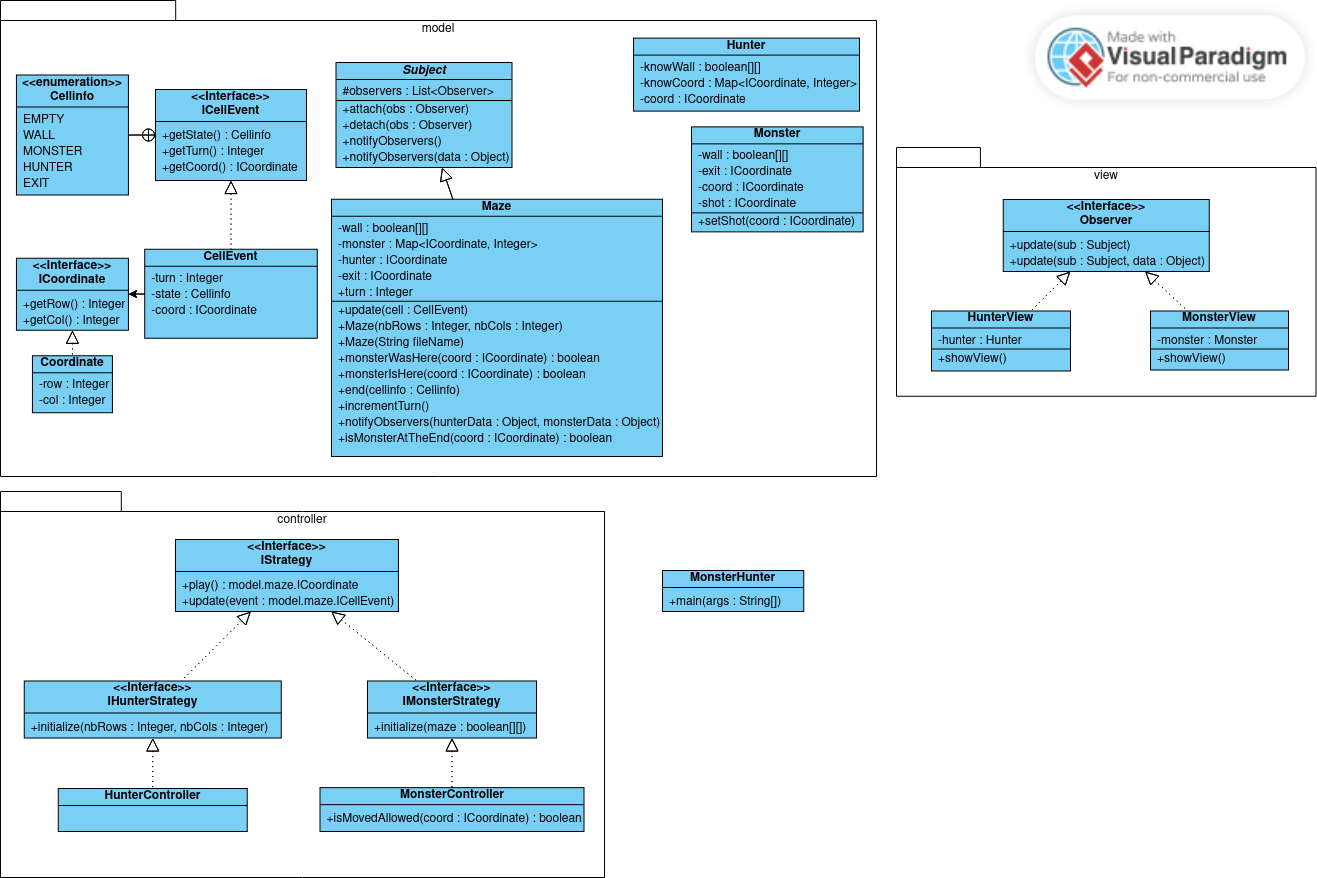 model
<<enumeration>>
Cellinfo
EMPTY
WALL
MONSTER
HUNTER
EXIT
<<Interface>>
ICellEvent
+getState() : Cellinfo
+getTurn() : Integer
+getCoord() : ICoordinate
Subject
#observers : List<Observer>
+attach(obs : Observer)
+detach(obs : Observer)
+notifyObservers()
+notifyObservers(data : Object)
Hunter
-knowWall : boolean[][]
-knowCoord : Map<ICoordinate, Integer>
-coord : ICoordinate
Monster
-wall : boolean[][]
-exit : ICoordinate
-coord : ICoordinate
-shot : ICoordinate
+setShot(coord : ICoordinate)
<<Interface>>
ICoordinate
+getRow() : Integer
+getCol() : Integer
CellEvent
-turn : Integer
-state : Cellinfo
-coord : ICoordinate
Coordinate
-row : Integer
-col : Integer
Maze
-wall : boolean[][]
-monster : Map<ICoordinate, Integer>
-hunter : ICoordinate
-exit : ICoordinate
+turn : Integer
+update(cell : CellEvent)
+Maze(nbRows : Integer, nbCols : Integer)
+Maze(String fileName)
+monsterWasHere(coord : ICoordinate) : boolean
+monsterIsHere(coord : ICoordinate) : boolean
+end(cellinfo : Cellinfo)
+incrementTurn()
+notifyObservers(hunterData : Object, monsterData : Object)
+isMonsterAtTheEnd(coord : ICoordinate) : boolean
Made with
VisualParadigm
For non-commercial use
view
<<Interface>>
Observer
+update(sub : Subject)
+update(sub : Subject, data : Object)
HunterView
-hunter : Hunter
+showView()
MonsterView
-monster : Monster
+showView()
controller
<<Interface>>
IStrategy
+play() : model.maze.ICoordinate
+update(event : model.maze.ICellEvent)
<<Interface>>
IHunterStrategy
+initialize(nbRows : Integer, nbCols : Integer)
<<Interface>>
IMonsterStrategy
+initialize(maze : boolean[][])
HunterController
MonsterController
+isMovedAllowed(coord : ICoordinate) : boolean
MonsterHunter
+main(args : String[])